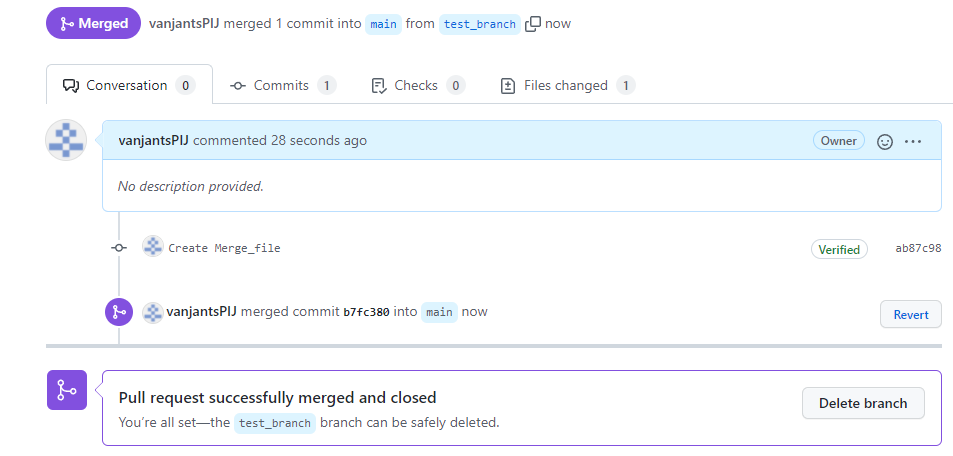 Merged vanjantsPIJ merged 1 commit into main from test_branch now
Conversation 0 Commits 1 Checks 0 Files changed 1
vanjantsPIJ commented 28 seconds ago Owner
No description provided.
Create Merge_file Verified ab87c98
vanjantsPIJ merged commit b7fc380 into main now Revert
Pull request successfully merged and closed
You're all set—the test_branch branch can be safely deleted.
Delete branch